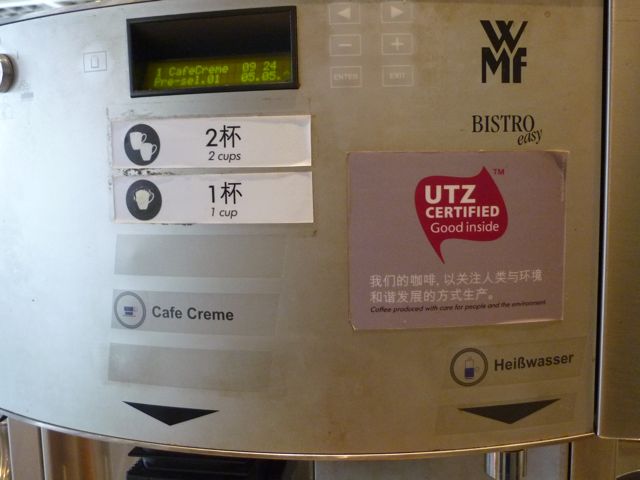 1 CafeCreme 09 24
Pre-sel.01 05.05.
ENTER
EXIT
WMF
BISTRO
easy
2杯
2 cups
1杯
1 cup
UTZ
CERTIFIED
Good inside
TM
我们的咖啡, 以关注人类与环境
和谐发展的方式生产。
Coffee produced with care for people and the environment
Cafe Creme
Heißwasser